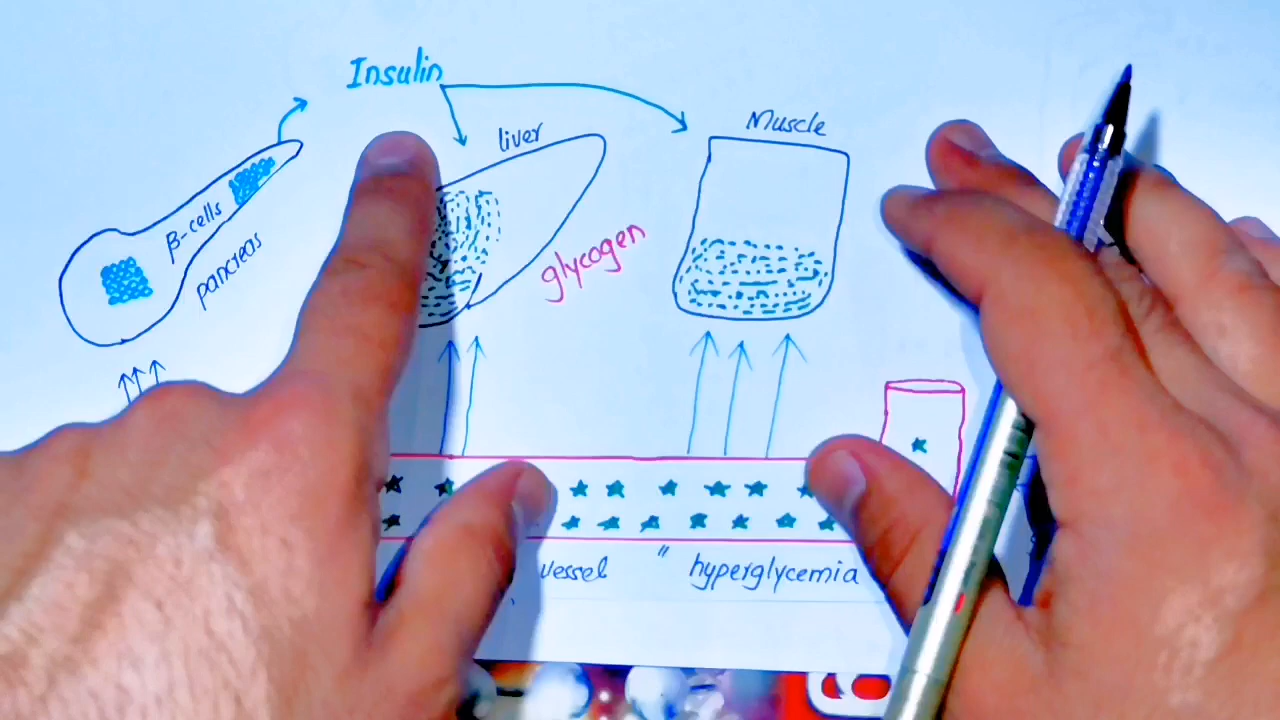 Insulin
liver
Muscle
β-cells
pancreas
glycogen
vessel " hyperglycemia